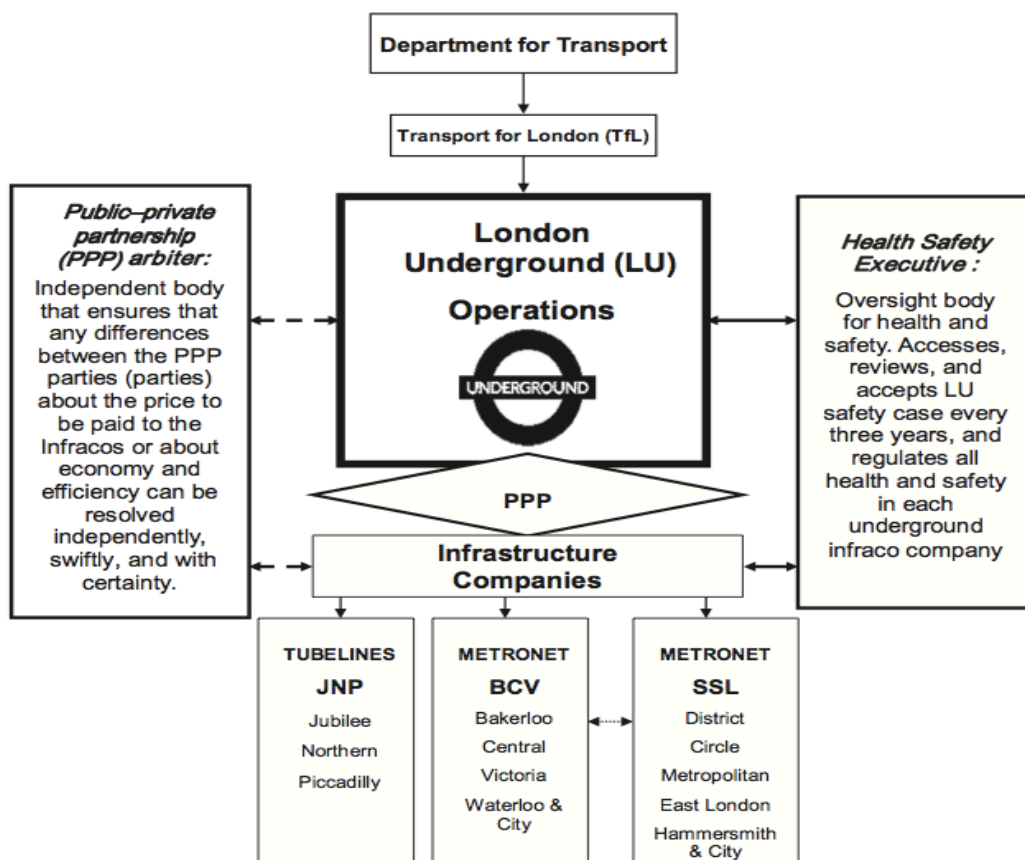 Department for Transport
Transport for London (TfL)
Public–private
partnership
(PPP) arbiter:
Independent body
that ensures that
any differences
between the PPP
parties (parties)
about the price to
be paid to the
Infracos or about
economy and
efficiency can be
resolved
independently,
swiftly, and with
certainty.
London
Underground (LU)
Operations
UNDERGROUND
Health Safety
Executive :
Oversight body
for health and
safety. Accesses,
reviews, and
accepts LU
safety case every
three years, and
regulates all
health and safety
in each
underground
infraco company
PPP
Infrastructure
Companies
TUBELINES
JNP
Jubilee
Northern
Piccadilly
METRONET
BCV
Bakerloo
Central
Victoria
Waterloo &
City
METRONET
SSL
District
Circle
Metropolitan
East London
Hammersmith
& City